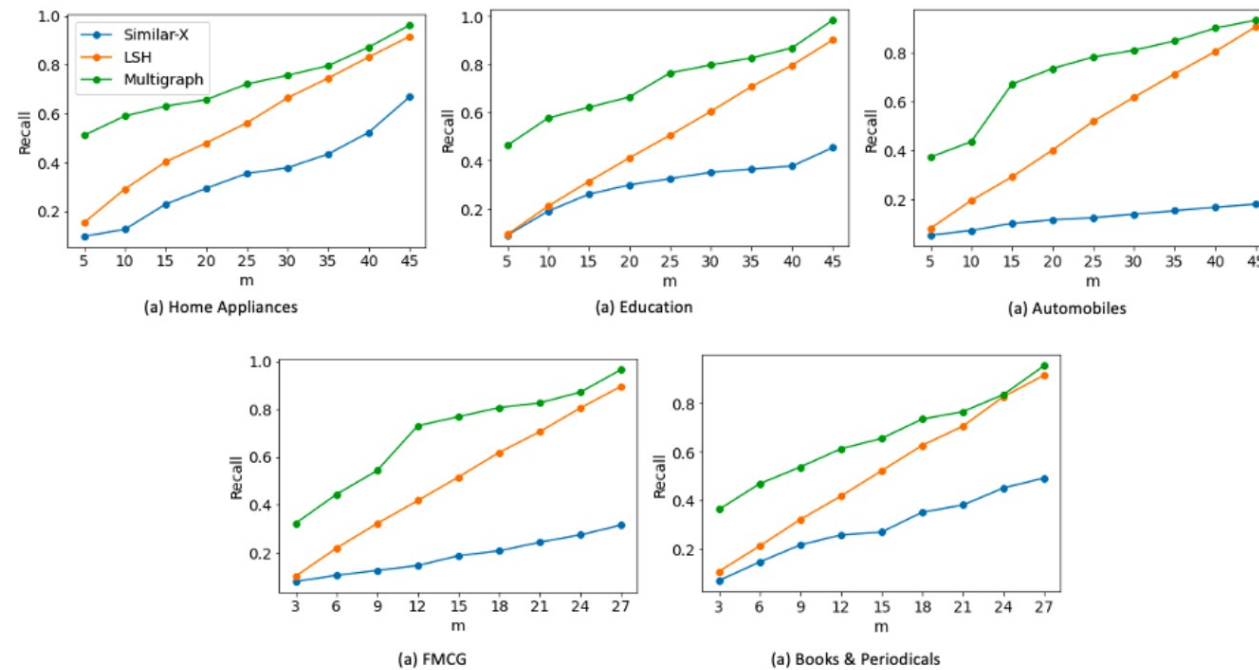 1.0
0.8
0.6
0.4
0.2
Recall
Similar-X
LSH
Multigraph
5 10 15 20 25 30 35 40 45
m
(a) Home Appliances
1.0
0.8
0.6
0.4
0.2
Recall
5 10 15 20 25 30 35 40 45
m
(a) Education
0.8
0.6
0.4
0.2
Recall
5 10 15 20 25 30 35 40 45
m
(a) Automobiles
1.0
0.8
0.6
0.4
0.2
Recall
3 6 9 12 15 18 21 24 27
m
(a) FMCG
0.8
0.6
0.4
0.2
Recall
3 6 9 12 15 18 21 24 27
m
(a) Books & Periodicals